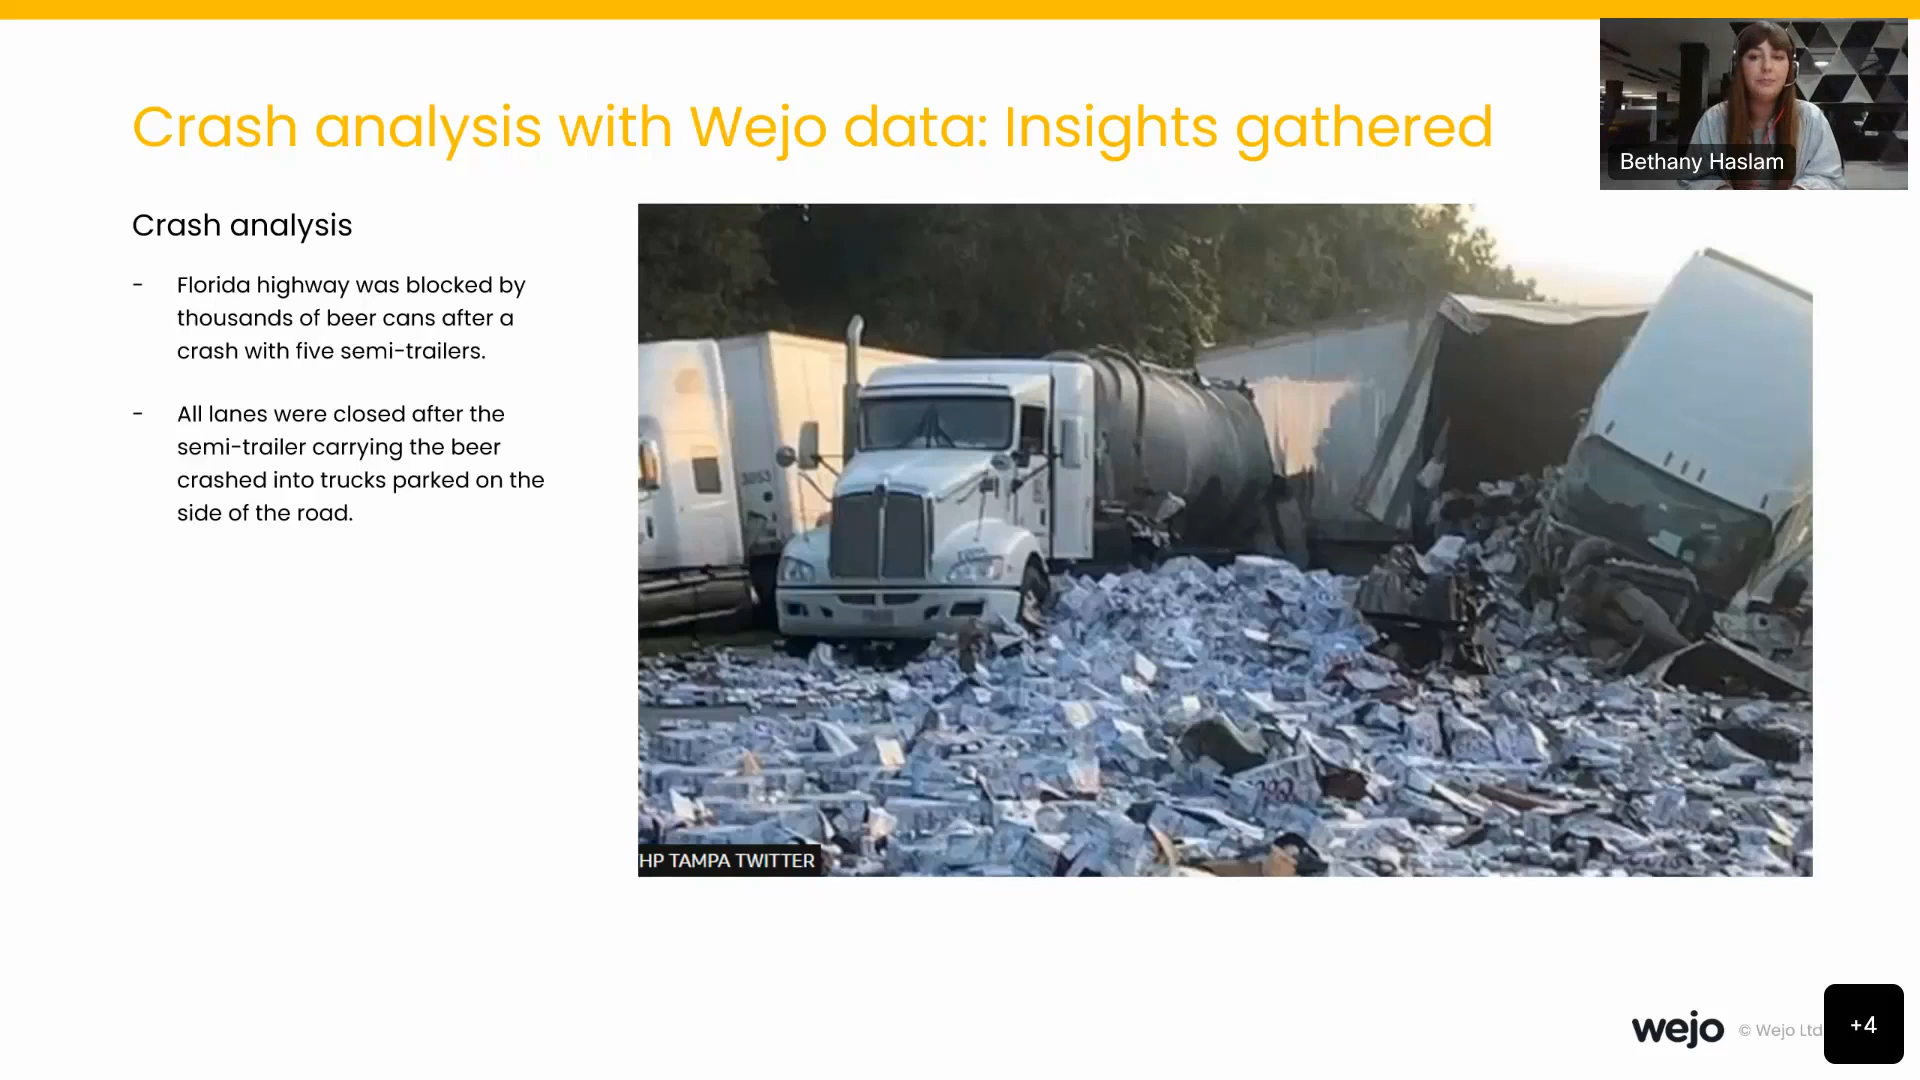 Crash analysis with Wejo data: Insights gathered
Bethany Haslam
Crash analysis
- Florida highway was blocked by
thousands of beer cans after a
crash with five semi-trailers.
- All lanes were closed after the
semi-trailer carrying the beer
crashed into trucks parked on the
side of the road.
HP TAMPA TWITTER
wejo © Wejo Ltd
+4